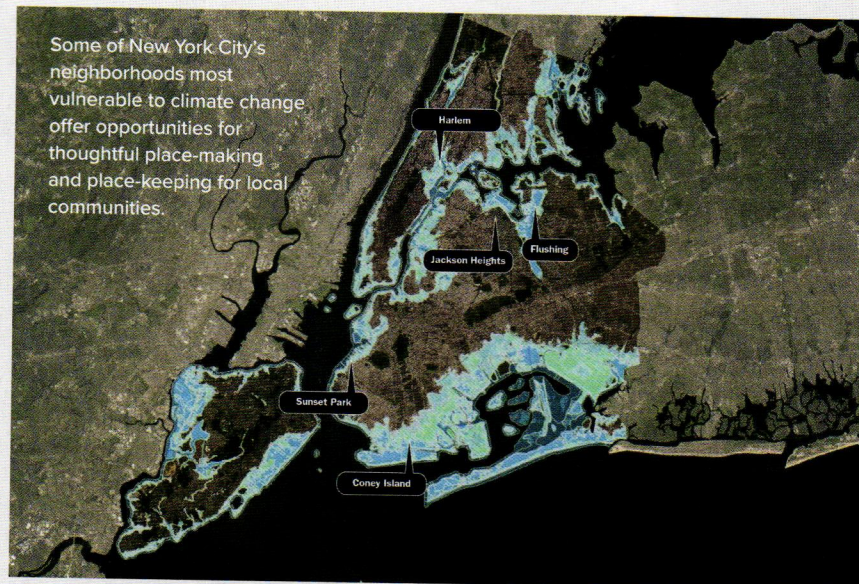 Some of New York City's
neighborhoods most
vulnerable to climate change
offer opportunities for
thoughtful place-making
and place-keeping for local
communities.
Harlem
Flushing
Jackson Heights
Sunset Park
Coney Island